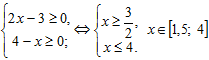 {2x − 3 ≥ 0, 4 − x ≥ 0; ⇔ {x ≥ 3/2, x ≤ 4. x ∈ [1,5; 4]